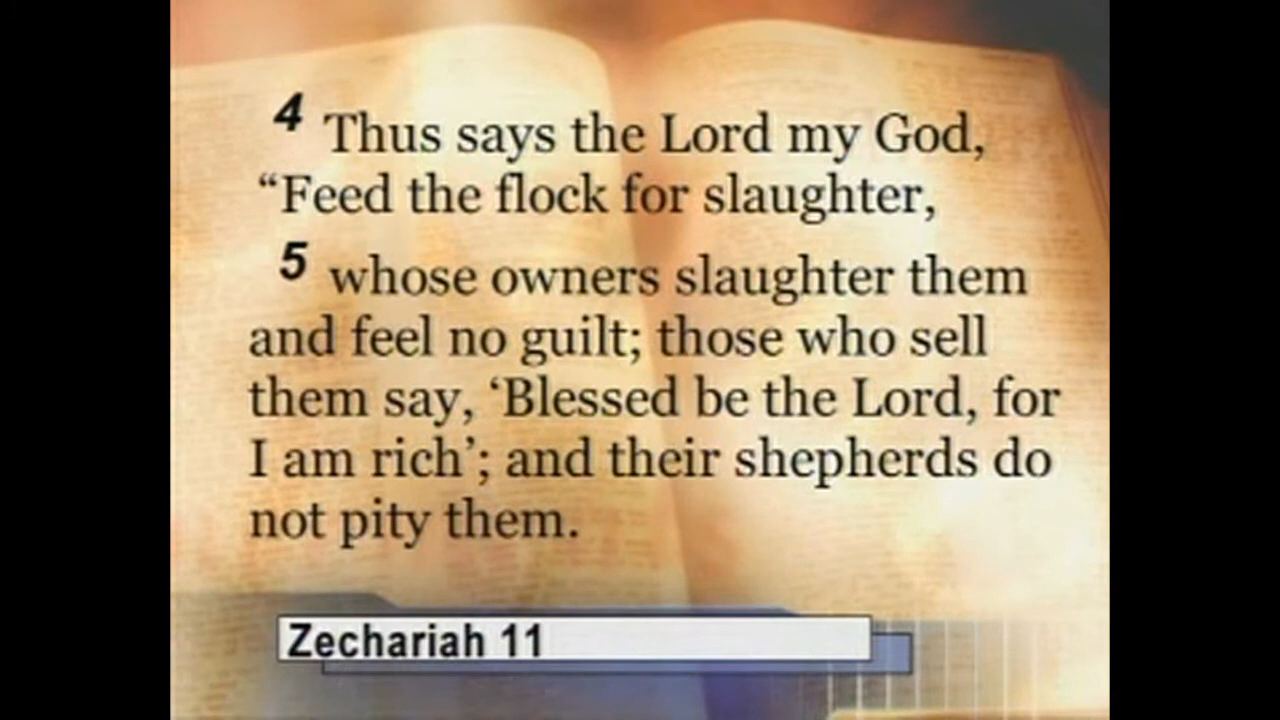 4 Thus says the Lord my God,
“Feed the flock for slaughter,
5 whose owners slaughter them
and feel no guilt; those who sell
them say, ‘Blessed be the Lord, for
I am rich’; and their shepherds do
not pity them.
Zechariah 11